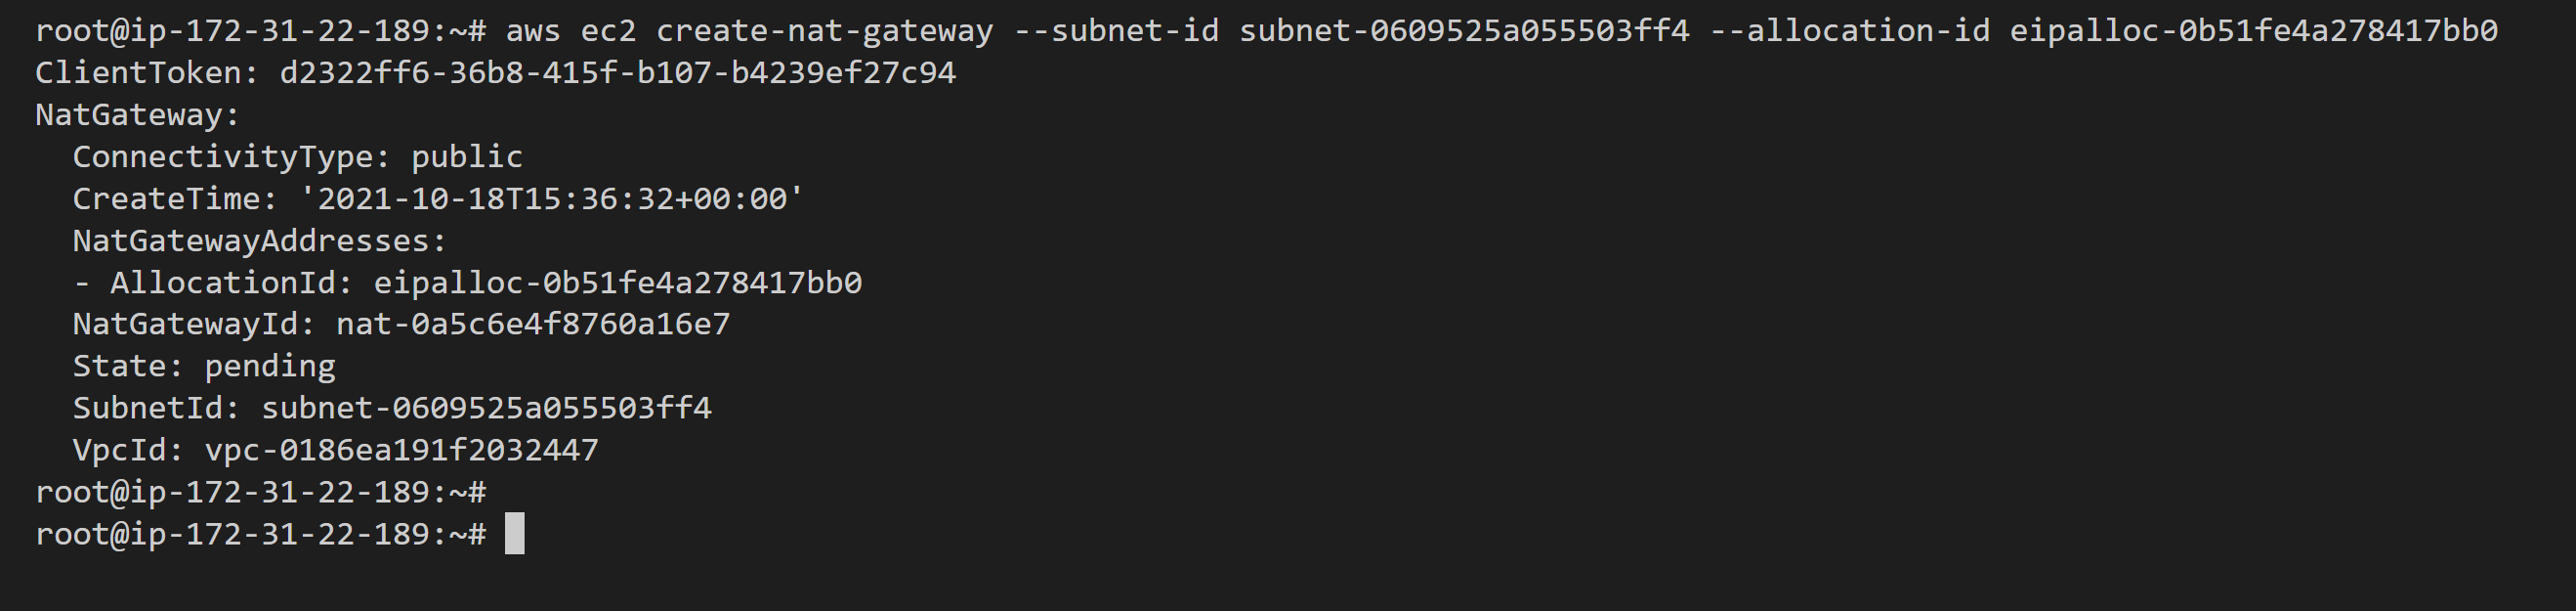 root@ip-172-31-22-189:~# aws ec2 create-nat-gateway --subnet-id subnet-0609525a055503ff4 --allocation-id eipalloc-0b51fe4a278417bb0
ClientToken: d2322ff6-36b8-415f-b107-b4239ef27c94
NatGateway:
  ConnectivityType: public
  CreateTime: '2021-10-18T15:36:32+00:00'
  NatGatewayAddresses:
  - AllocationId: eipalloc-0b51fe4a278417bb0
  NatGatewayId: nat-0a5c6e4f8760a16e7
  State: pending
  SubnetId: subnet-0609525a055503ff4
  VpcId: vpc-0186ea191f2032447
root@ip-172-31-22-189:~#
root@ip-172-31-22-189:~#